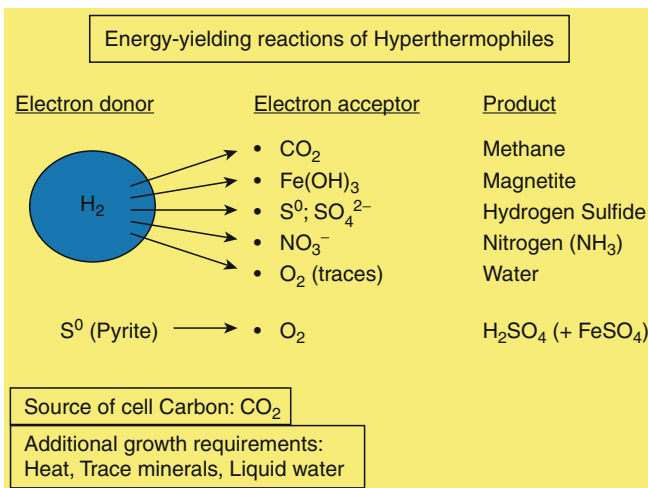 Energy-yielding reactions of Hyperthermophiles
Electron donor Electron acceptor Product
H₂
• CO₂ Methane
• Fe(OH)₃ Magnetite
• S⁰; SO₄²⁻ Hydrogen Sulfide
• NO₃⁻ Nitrogen (NH₃)
• O₂ (traces) Water
S⁰ (Pyrite) • O₂ H₂SO₄ (+ FeSO₄)
Source of cell Carbon: CO₂
Additional growth requirements:
Heat, Trace minerals, Liquid water